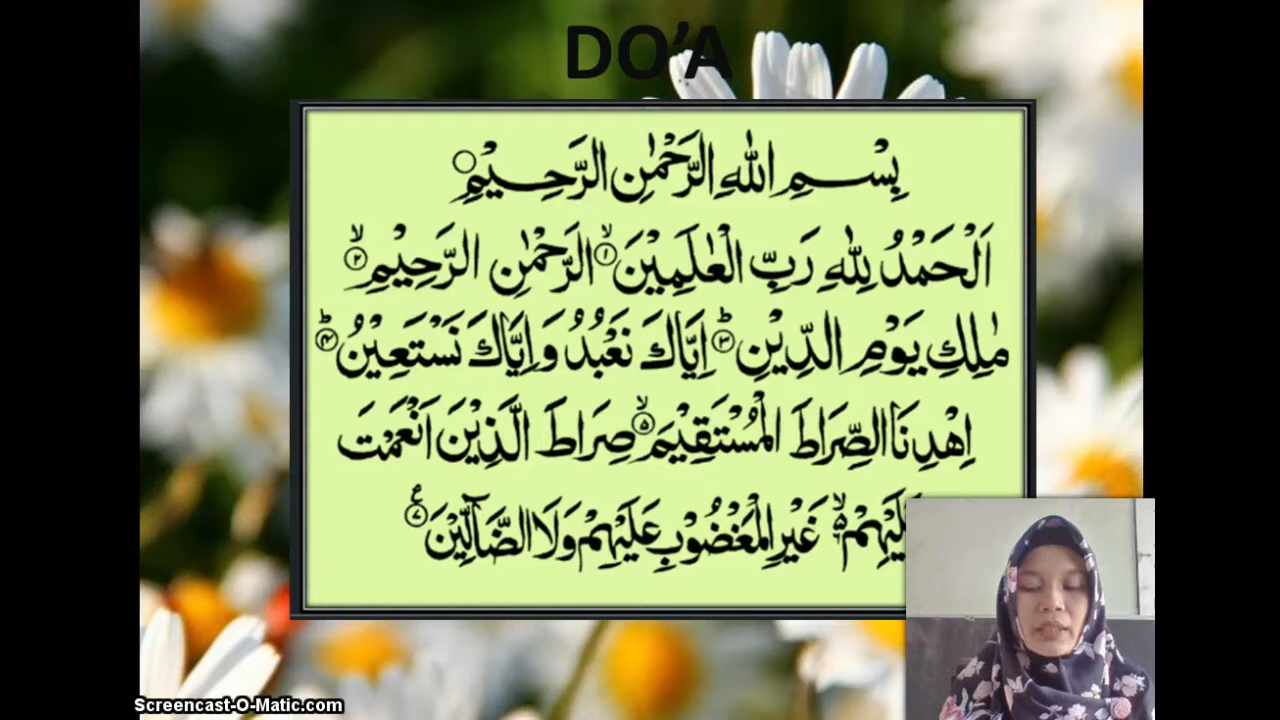 DO'A
بِسْمِ اللهِ الرَّحْمٰنِ الرَّحِيْمِ
اَلْحَمْدُ لِلّٰهِ رَبِّ الْعٰلَمِيْنَۙ ١ الرَّحْمٰنِ الرَّحِيْمِۙ ٢
مٰلِكِ يَوْمِ الدِّيْنِۗ ٣ اِيَّاكَ نَعْبُدُ وَاِيَّاكَ نَسْتَعِيْنُۗ ٤
اِهْدِنَا الصِّرَاطَ الْمُسْتَقِيْمَۙ ٥ صِرَاطَ الَّذِيْنَ اَنْعَمْتَ
غَيْرِ الْمَغْضُوْبِ عَلَيْهِمْ وَلَا الضَّاۤلِّيْنَ ٧
Screencast-O-Matic.com